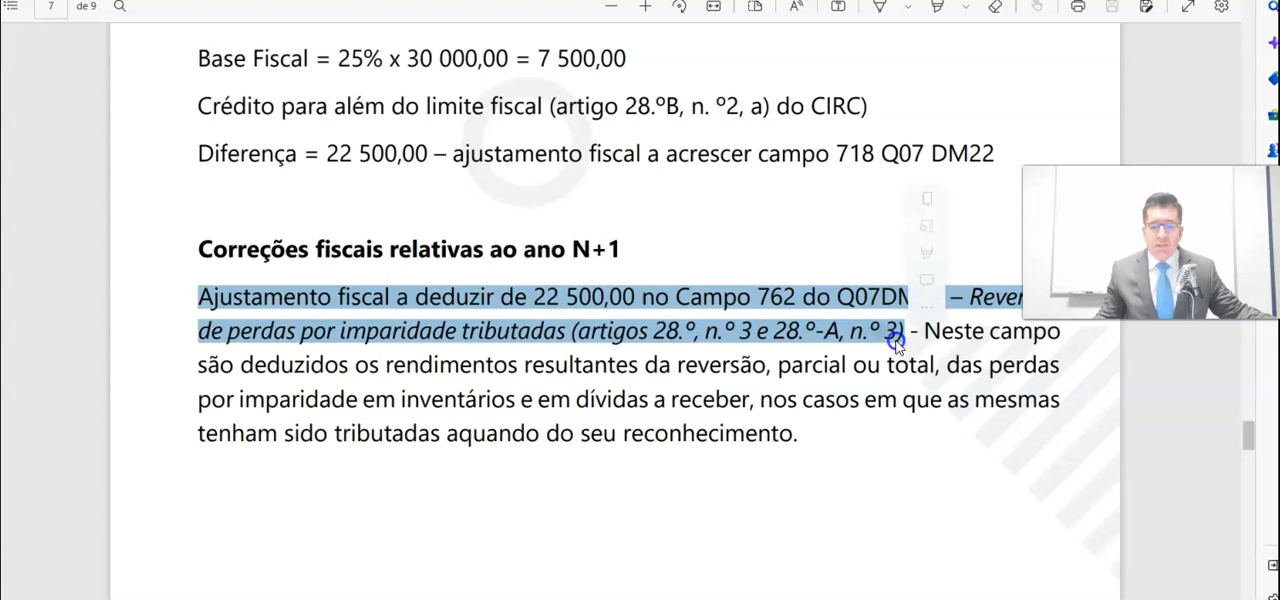 7
de 9
Base Fiscal = 25% x 30 000,00 = 7 500,00
Crédito para além do limite fiscal (artigo 28.ºB, n. º2, a) do CIRC)
Diferença = 22 500,00 – ajustamento fiscal a acrescer campo 718 Q07 DM22
Correções fiscais relativas ao ano N+1
Ajustamento fiscal a deduzir de 22 500,00 no Campo 762 do –
de perdas por imparidade tributadas (artigos 28.º, n.º 3 e 28.º-A, n.º 3) - Neste campo
são deduzidos os rendimentos resultantes da reversão, parcial ou total, das perdas
por imparidade em inventários e em dívidas a receber, nos casos em que as mesmas
tenham sido tributadas aquando do seu reconhecimento.